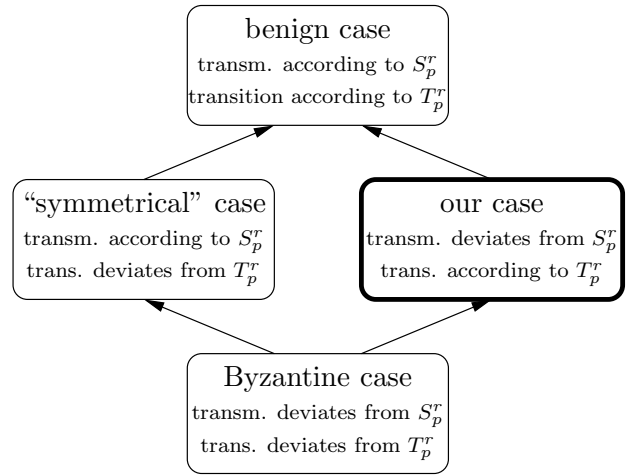 benign case
transm. according to $S_p^r$
transition according to $T_p^r$
“symmetrical” case
transm. according to $S_p^r$
trans. deviates from $T_p^r$
our case
transm. deviates from $S_p^r$
trans. according to $T_p^r$
Byzantine case
transm. deviates from $S_p^r$
trans. deviates from $T_p^r$